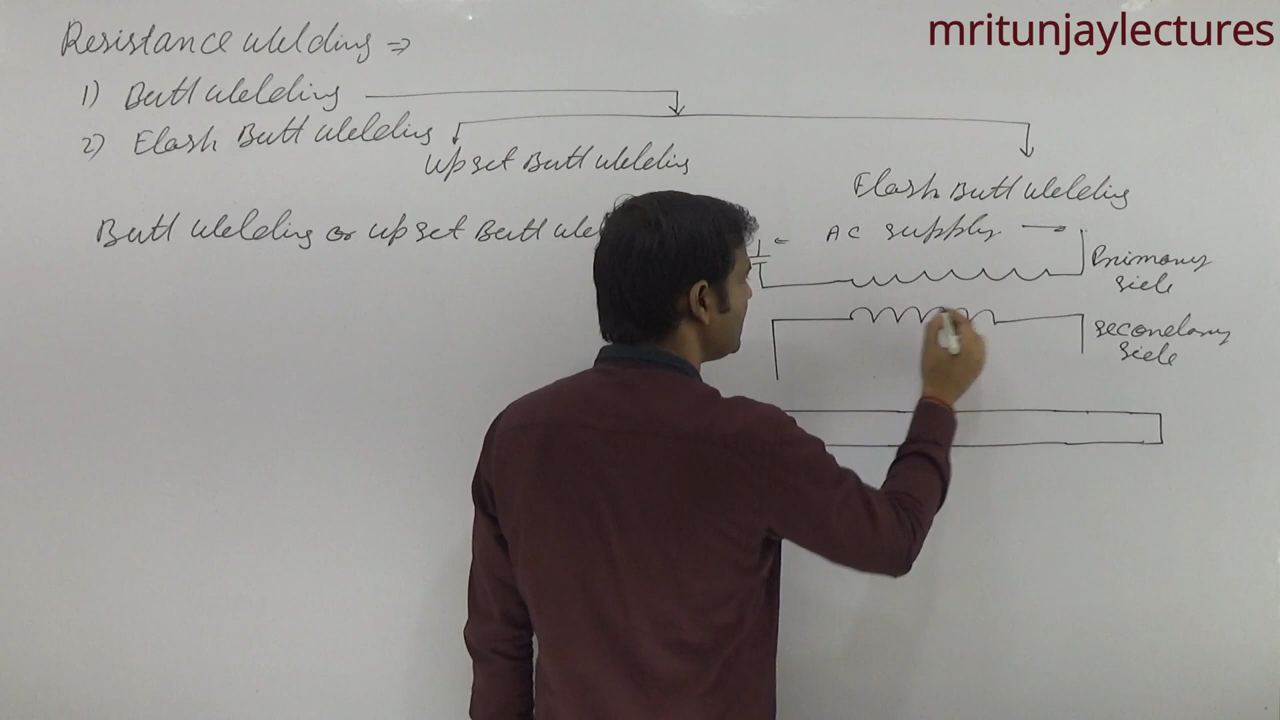 mritunjaylectures
Resistance welding ⇒
1) Butt welding
2) Flash Butt welding
upset Butt welding
Flash Butt welding
Butt welding or upset Butt
AC supply →
Primary
side
secondary
side